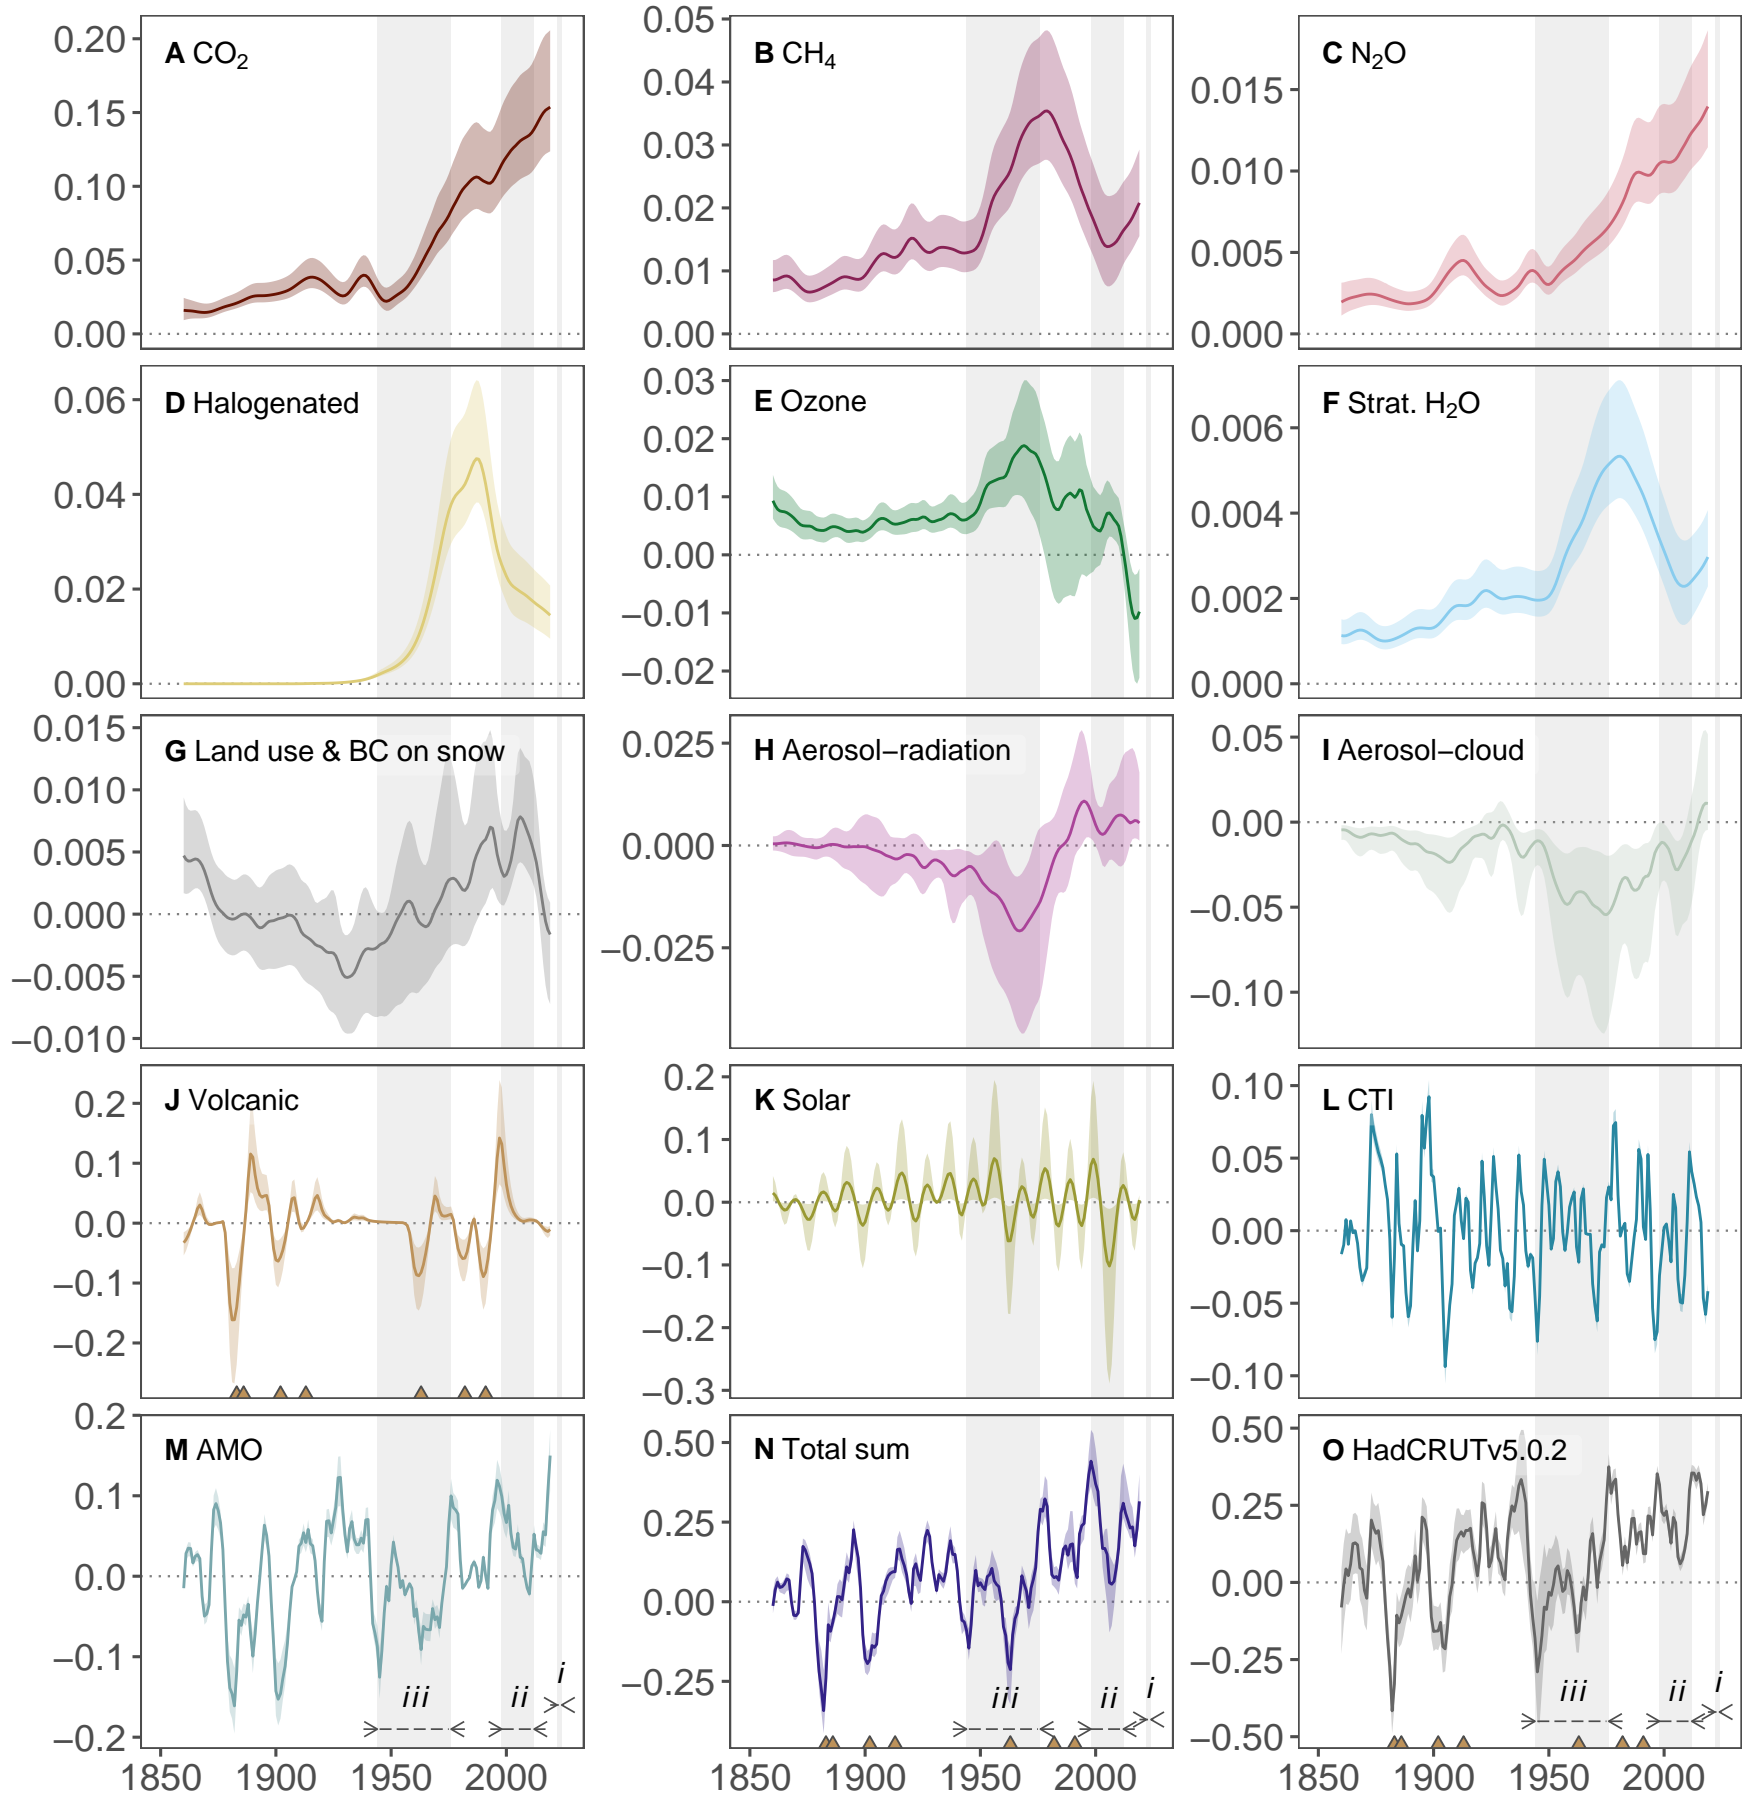 A CO₂
0.20
0.15
0.10
0.05
0.00
B CH₄
0.05
0.04
0.03
0.02
0.01
0.00
C N₂O
0.015
0.010
0.005
0.000
D Halogenated
0.06
0.04
0.02
0.00
E Ozone
0.03
0.02
0.01
0.00
−0.01
−0.02
F Strat. H₂O
0.006
0.004
0.002
0.000
G Land use & BC on snow
0.015
0.010
0.005
0.000
−0.005
−0.010
H Aerosol−radiation
0.025
0.000
−0.025
I Aerosol−cloud
0.05
0.00
−0.05
−0.10
J Volcanic
0.2
0.1
0.0
−0.1
−0.2
K Solar
0.2
0.1
0.0
−0.1
−0.2
−0.3
L CTI
0.10
0.05
0.00
−0.05
−0.10
M AMO
0.2
0.1
0.0
−0.1
−0.2
iii
ii
i
1850 1900 1950 2000
N Total sum
0.50
0.25
0.00
−0.25
iii
ii
i
1850 1900 1950 2000
O HadCRUTv5.0.2
0.50
0.25
0.00
−0.25
−0.50
iii
ii
i
1850 1900 1950 2000